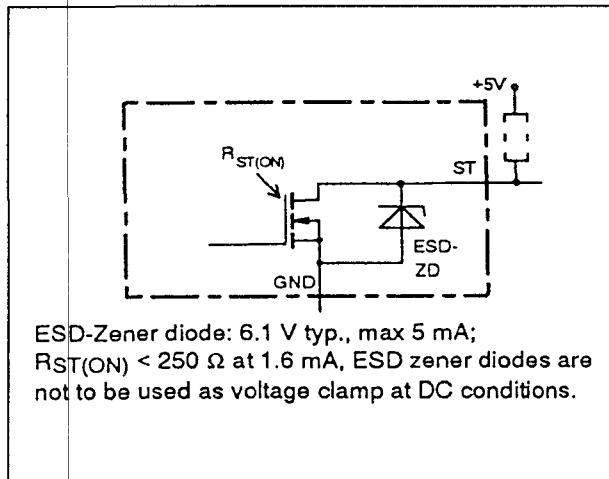 +5V
R ST(ON)
ST
ESD-
ZD
GND
ESD-Zener diode: 6.1 V typ., max 5 mA;
RST(ON) < 250 Ω at 1.6 mA, ESD zener diodes are
not to be used as voltage clamp at DC conditions.